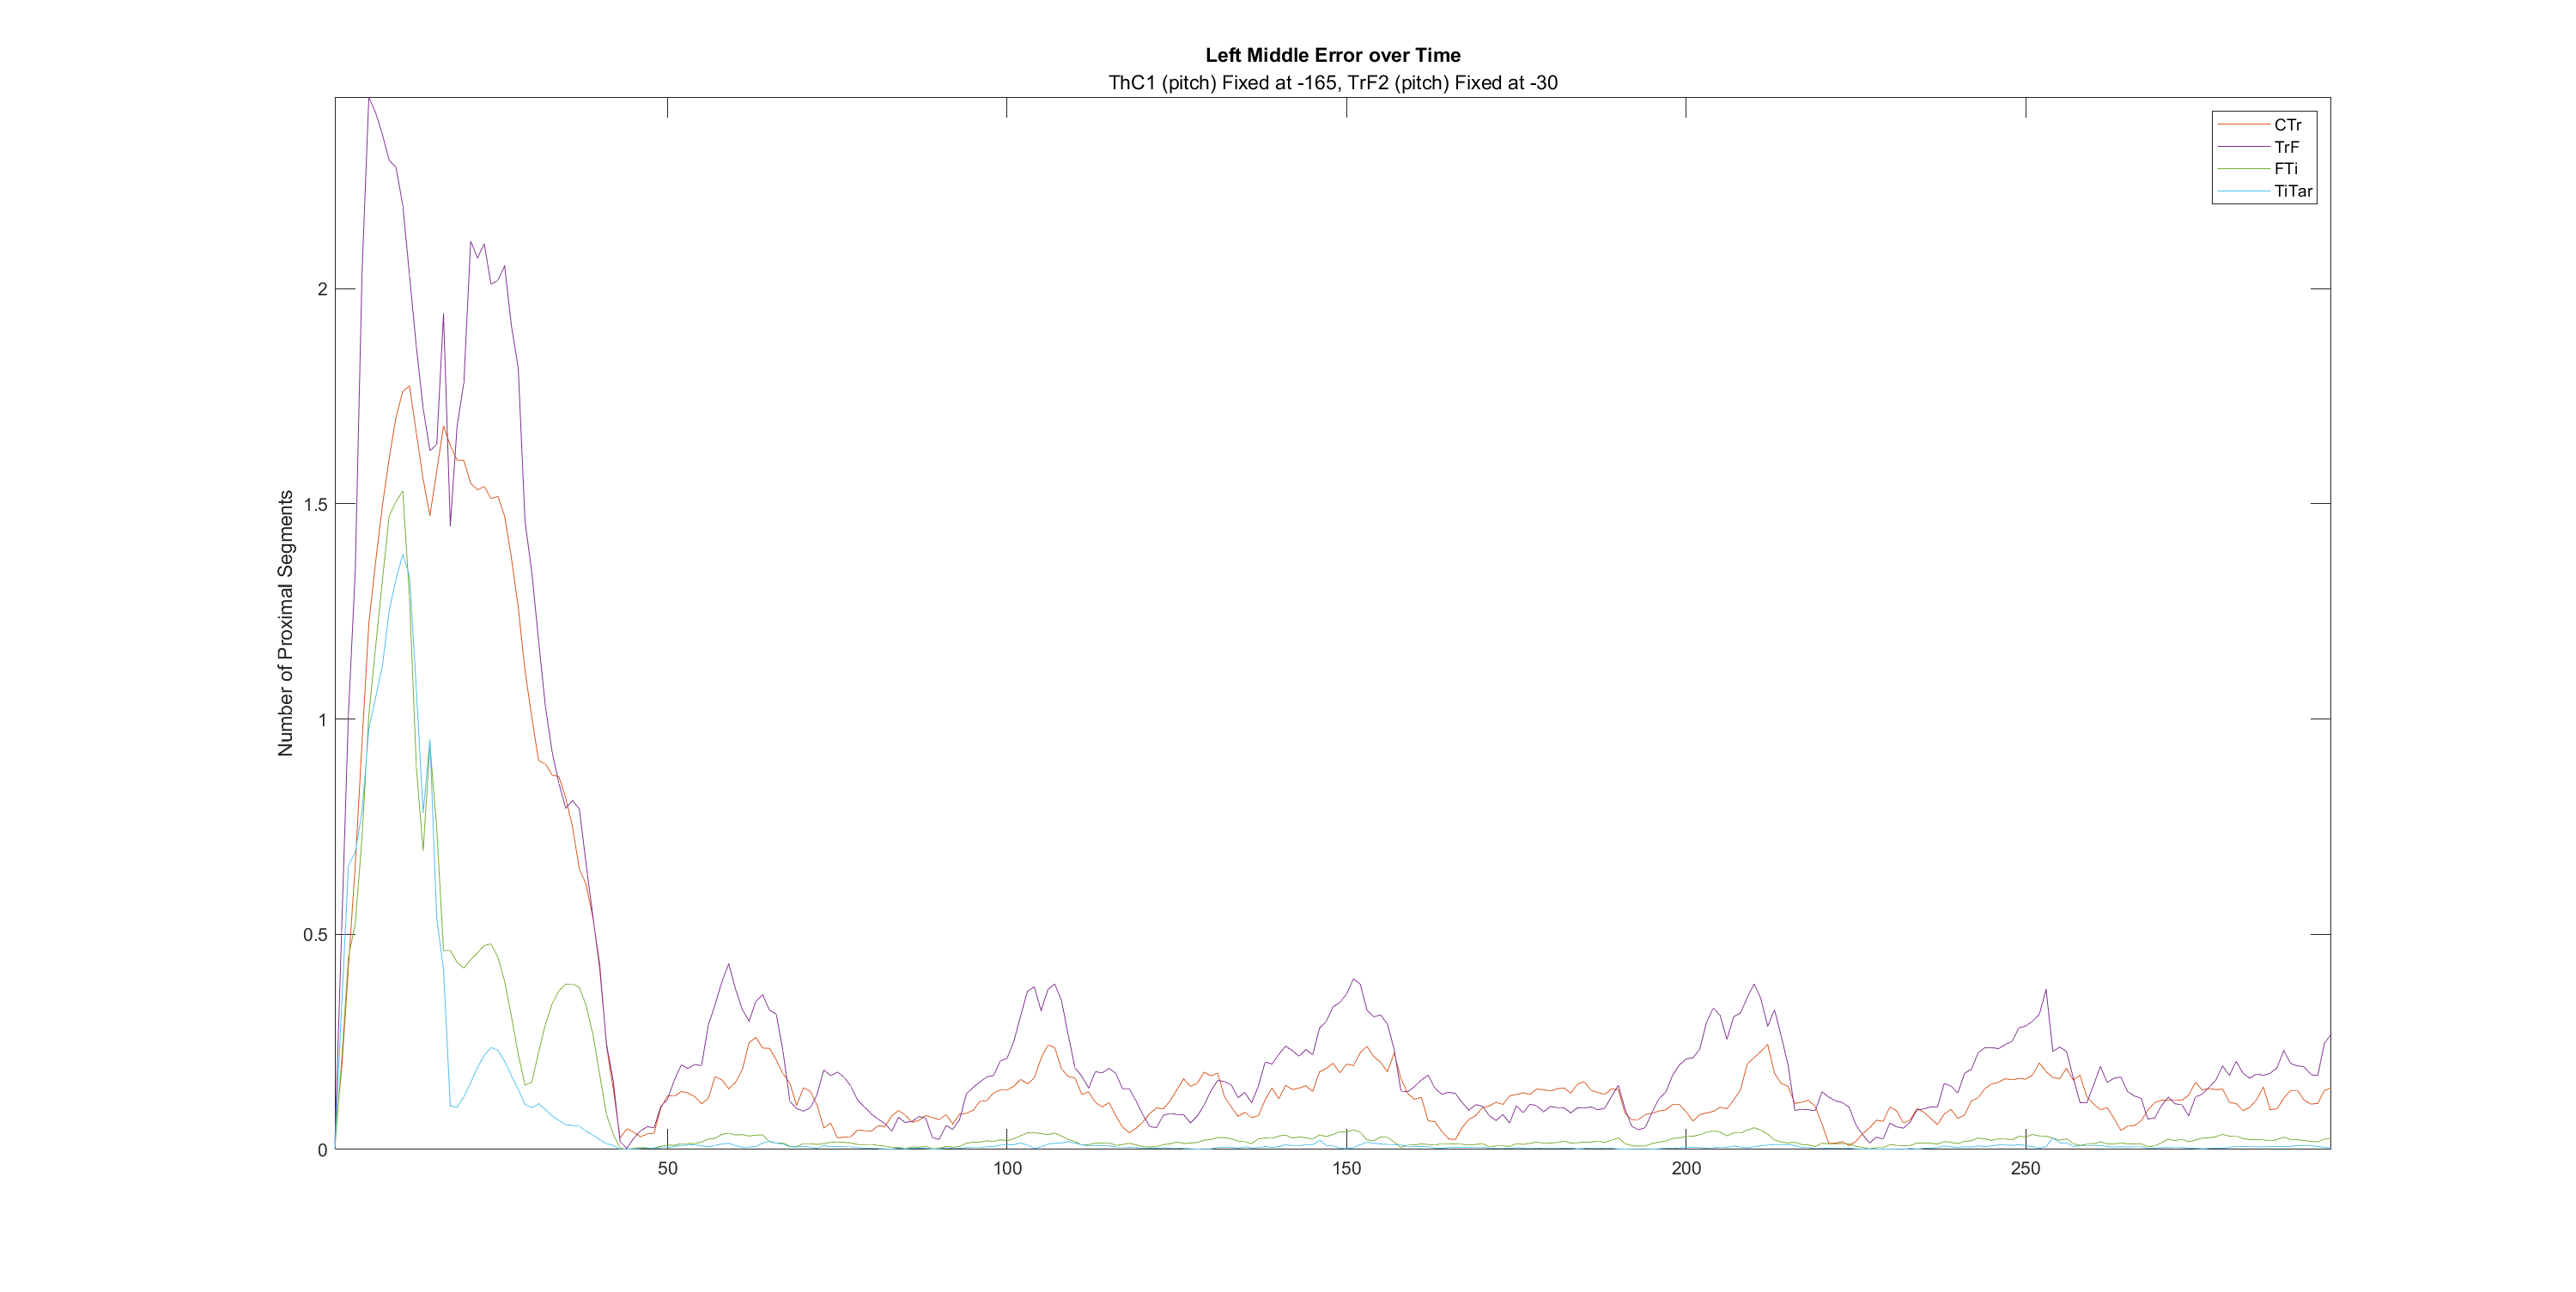 Left Middle Error over Time
ThC1 (pitch) Fixed at -165, TrF2 (pitch) Fixed at -30
CTr
TrF
FTi
TiTar
Number of Proximal Segments
2
1.5
1
0.5
0
50
100
150
200
250